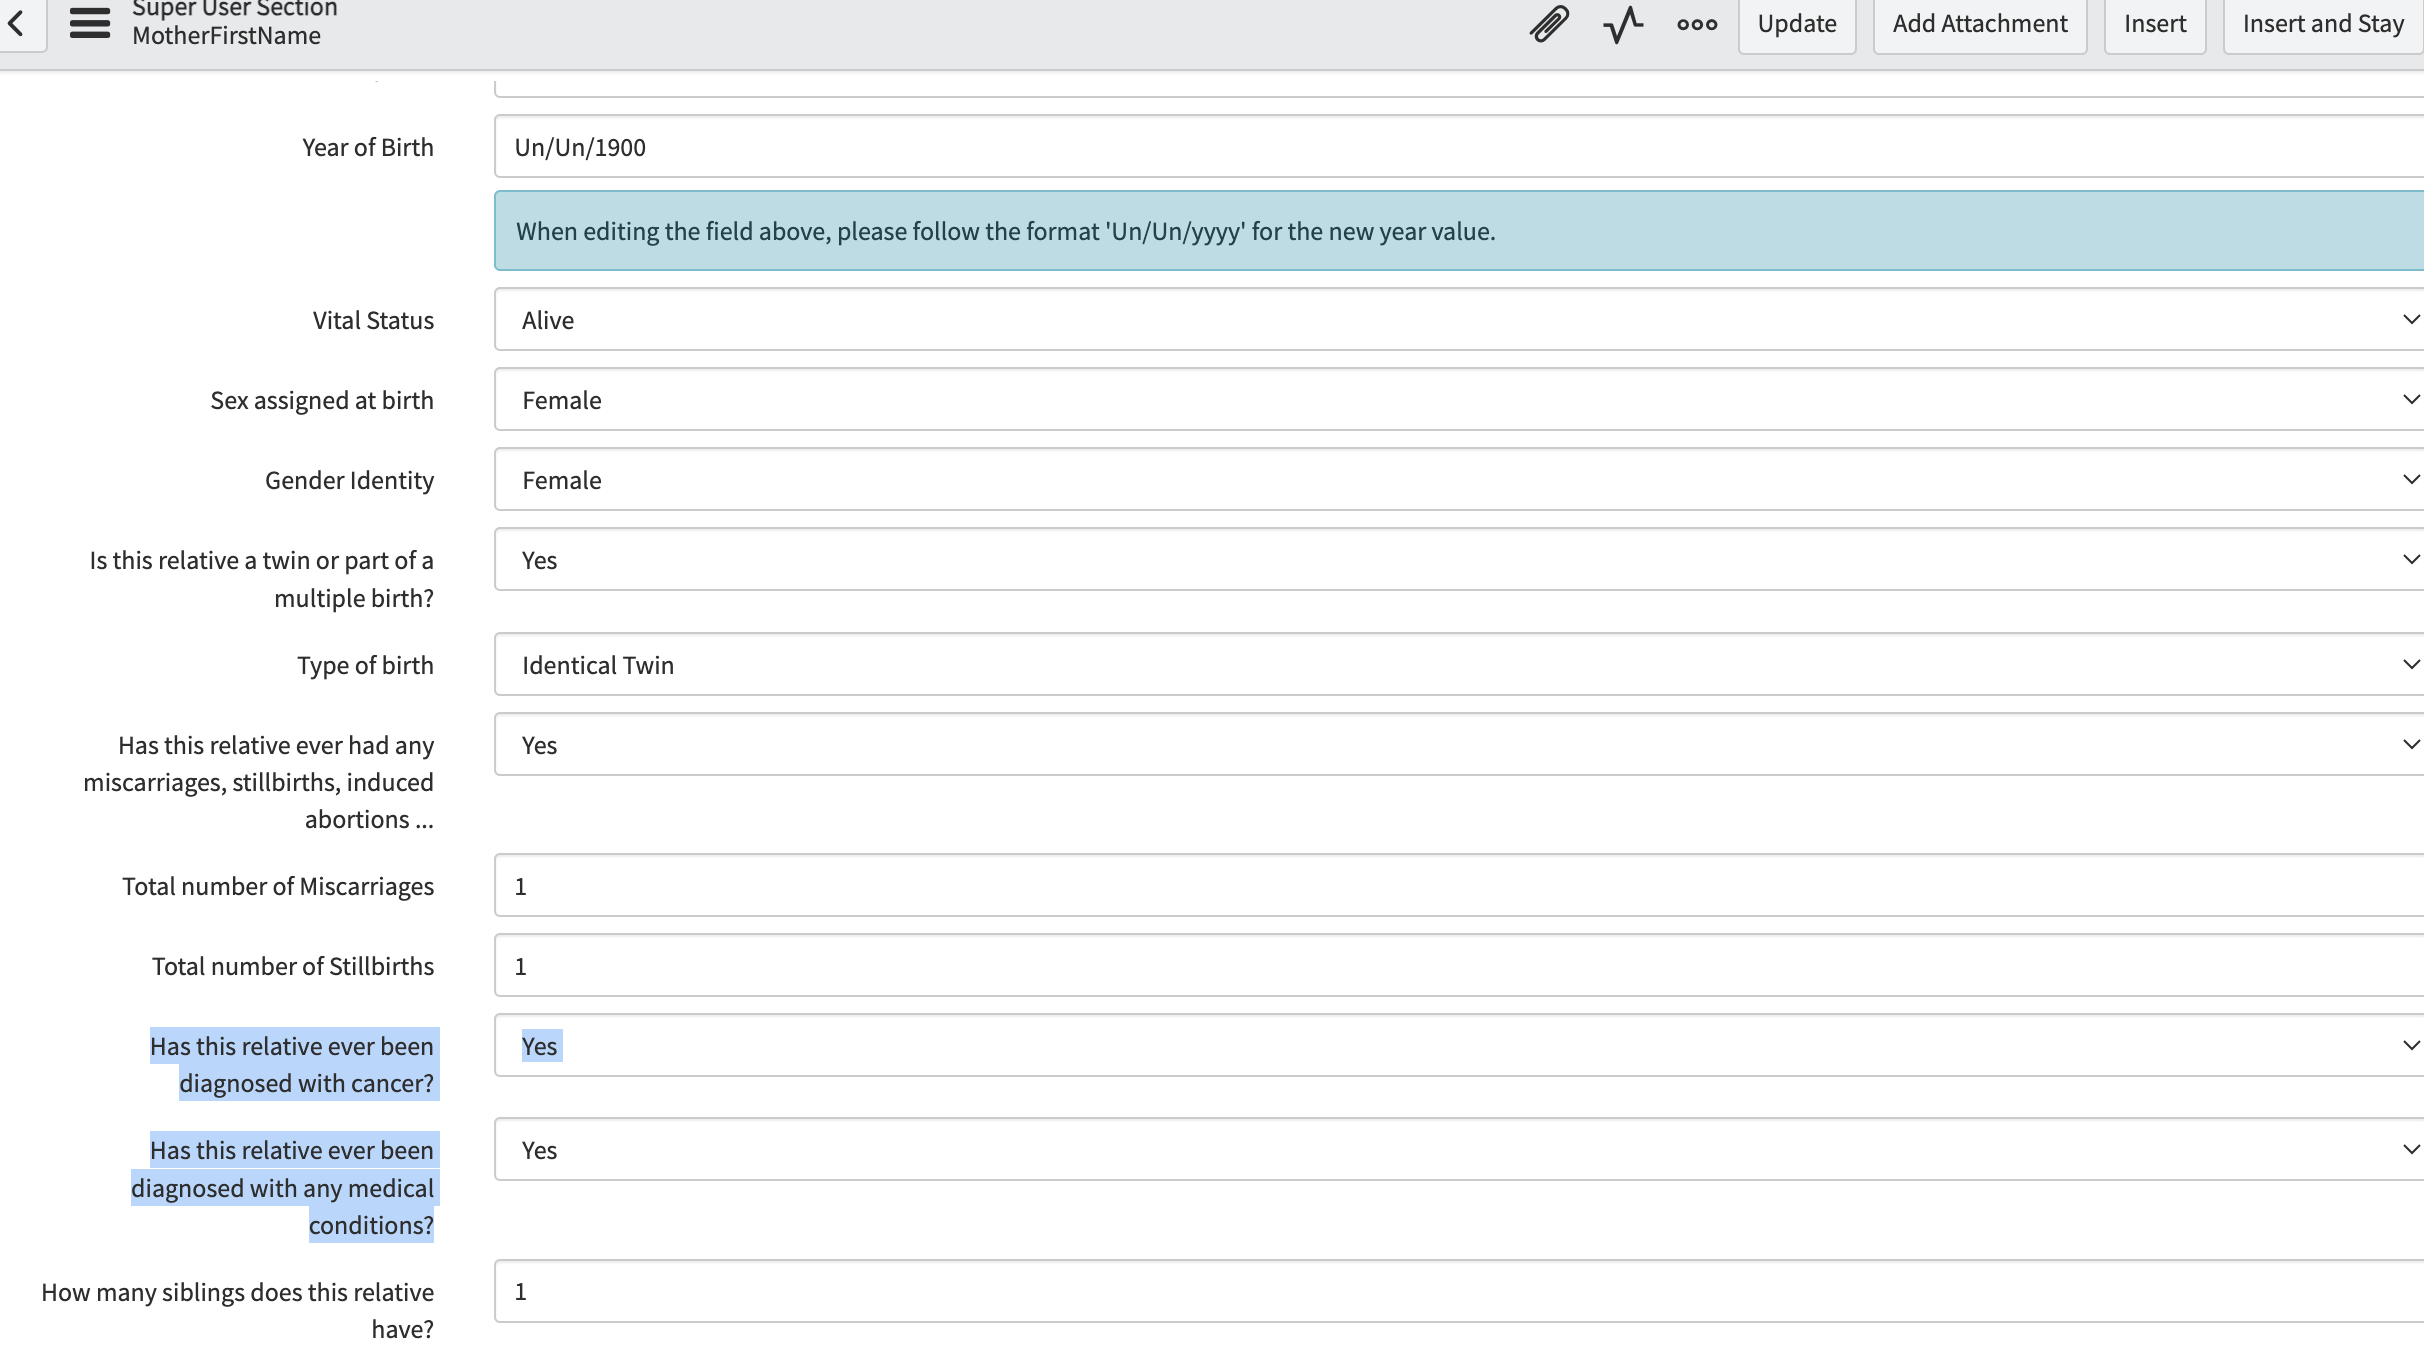 Super User Section
MotherFirstName
Update
Add Attachment
Insert
Insert and Stay
Year of Birth
Un/Un/1900
When editing the field above, please follow the format 'Un/Un/yyyy' for the new year value.
Vital Status
Alive
Sex assigned at birth
Female
Gender Identity
Female
Is this relative a twin or part of a
multiple birth?
Yes
Type of birth
Identical Twin
Has this relative ever had any
miscarriages, stillbirths, induced
abortions ...
Yes
Total number of Miscarriages
1
Total number of Stillbirths
1
Has this relative ever been
diagnosed with cancer?
Yes
Has this relative ever been
diagnosed with any medical
conditions?
Yes
How many siblings does this relative
have?
1